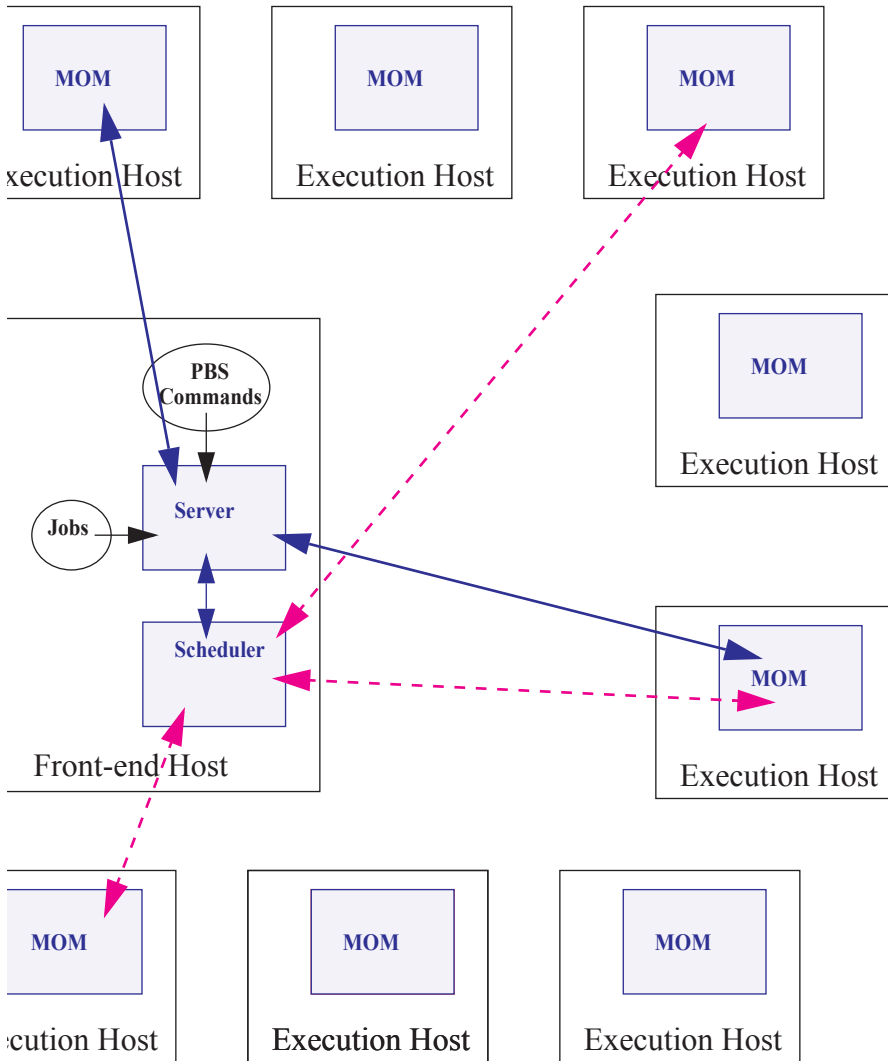 MOM
MOM
MOM
xecution Host
Execution Host
Execution Host
PBS
Commands
MOM
Execution Host
Server
Jobs
Scheduler
MOM
Front-end Host
Execution Host
MOM
MOM
MOM
cution Host
Execution Host
Execution Host